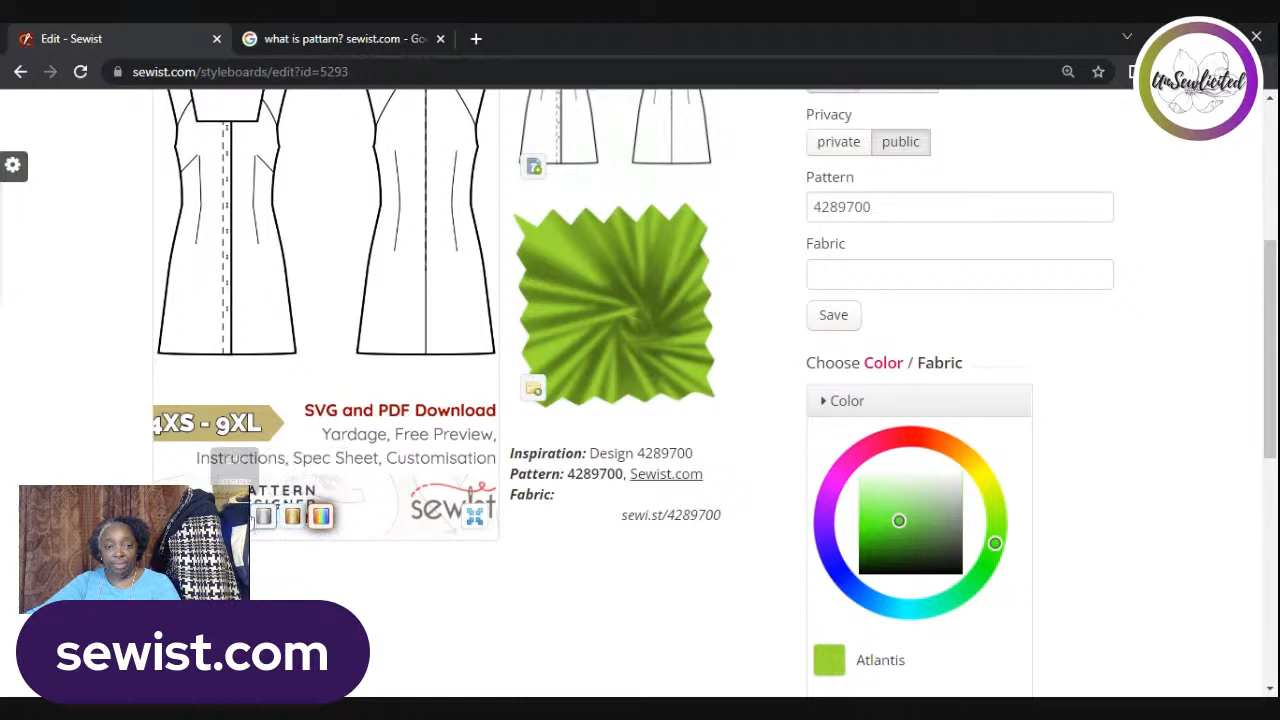 Edit - Sewist
what is pattarn? sewist.com - Go
sewist.com/styleboards/edit?id=5293
UnSewlicited
Privacy
private
public
Pattern
4289700
Fabric
Save
Choose Color / Fabric
Color
Atlantis
4XS - 9XL
SVG and PDF Download
Yardage, Free Preview,
Instructions, Spec Sheet, Customisation
sewist
Inspiration: Design 4289700
Pattern: 4289700, Sewist.com
Fabric:
sewi.st/4289700
sewist.com